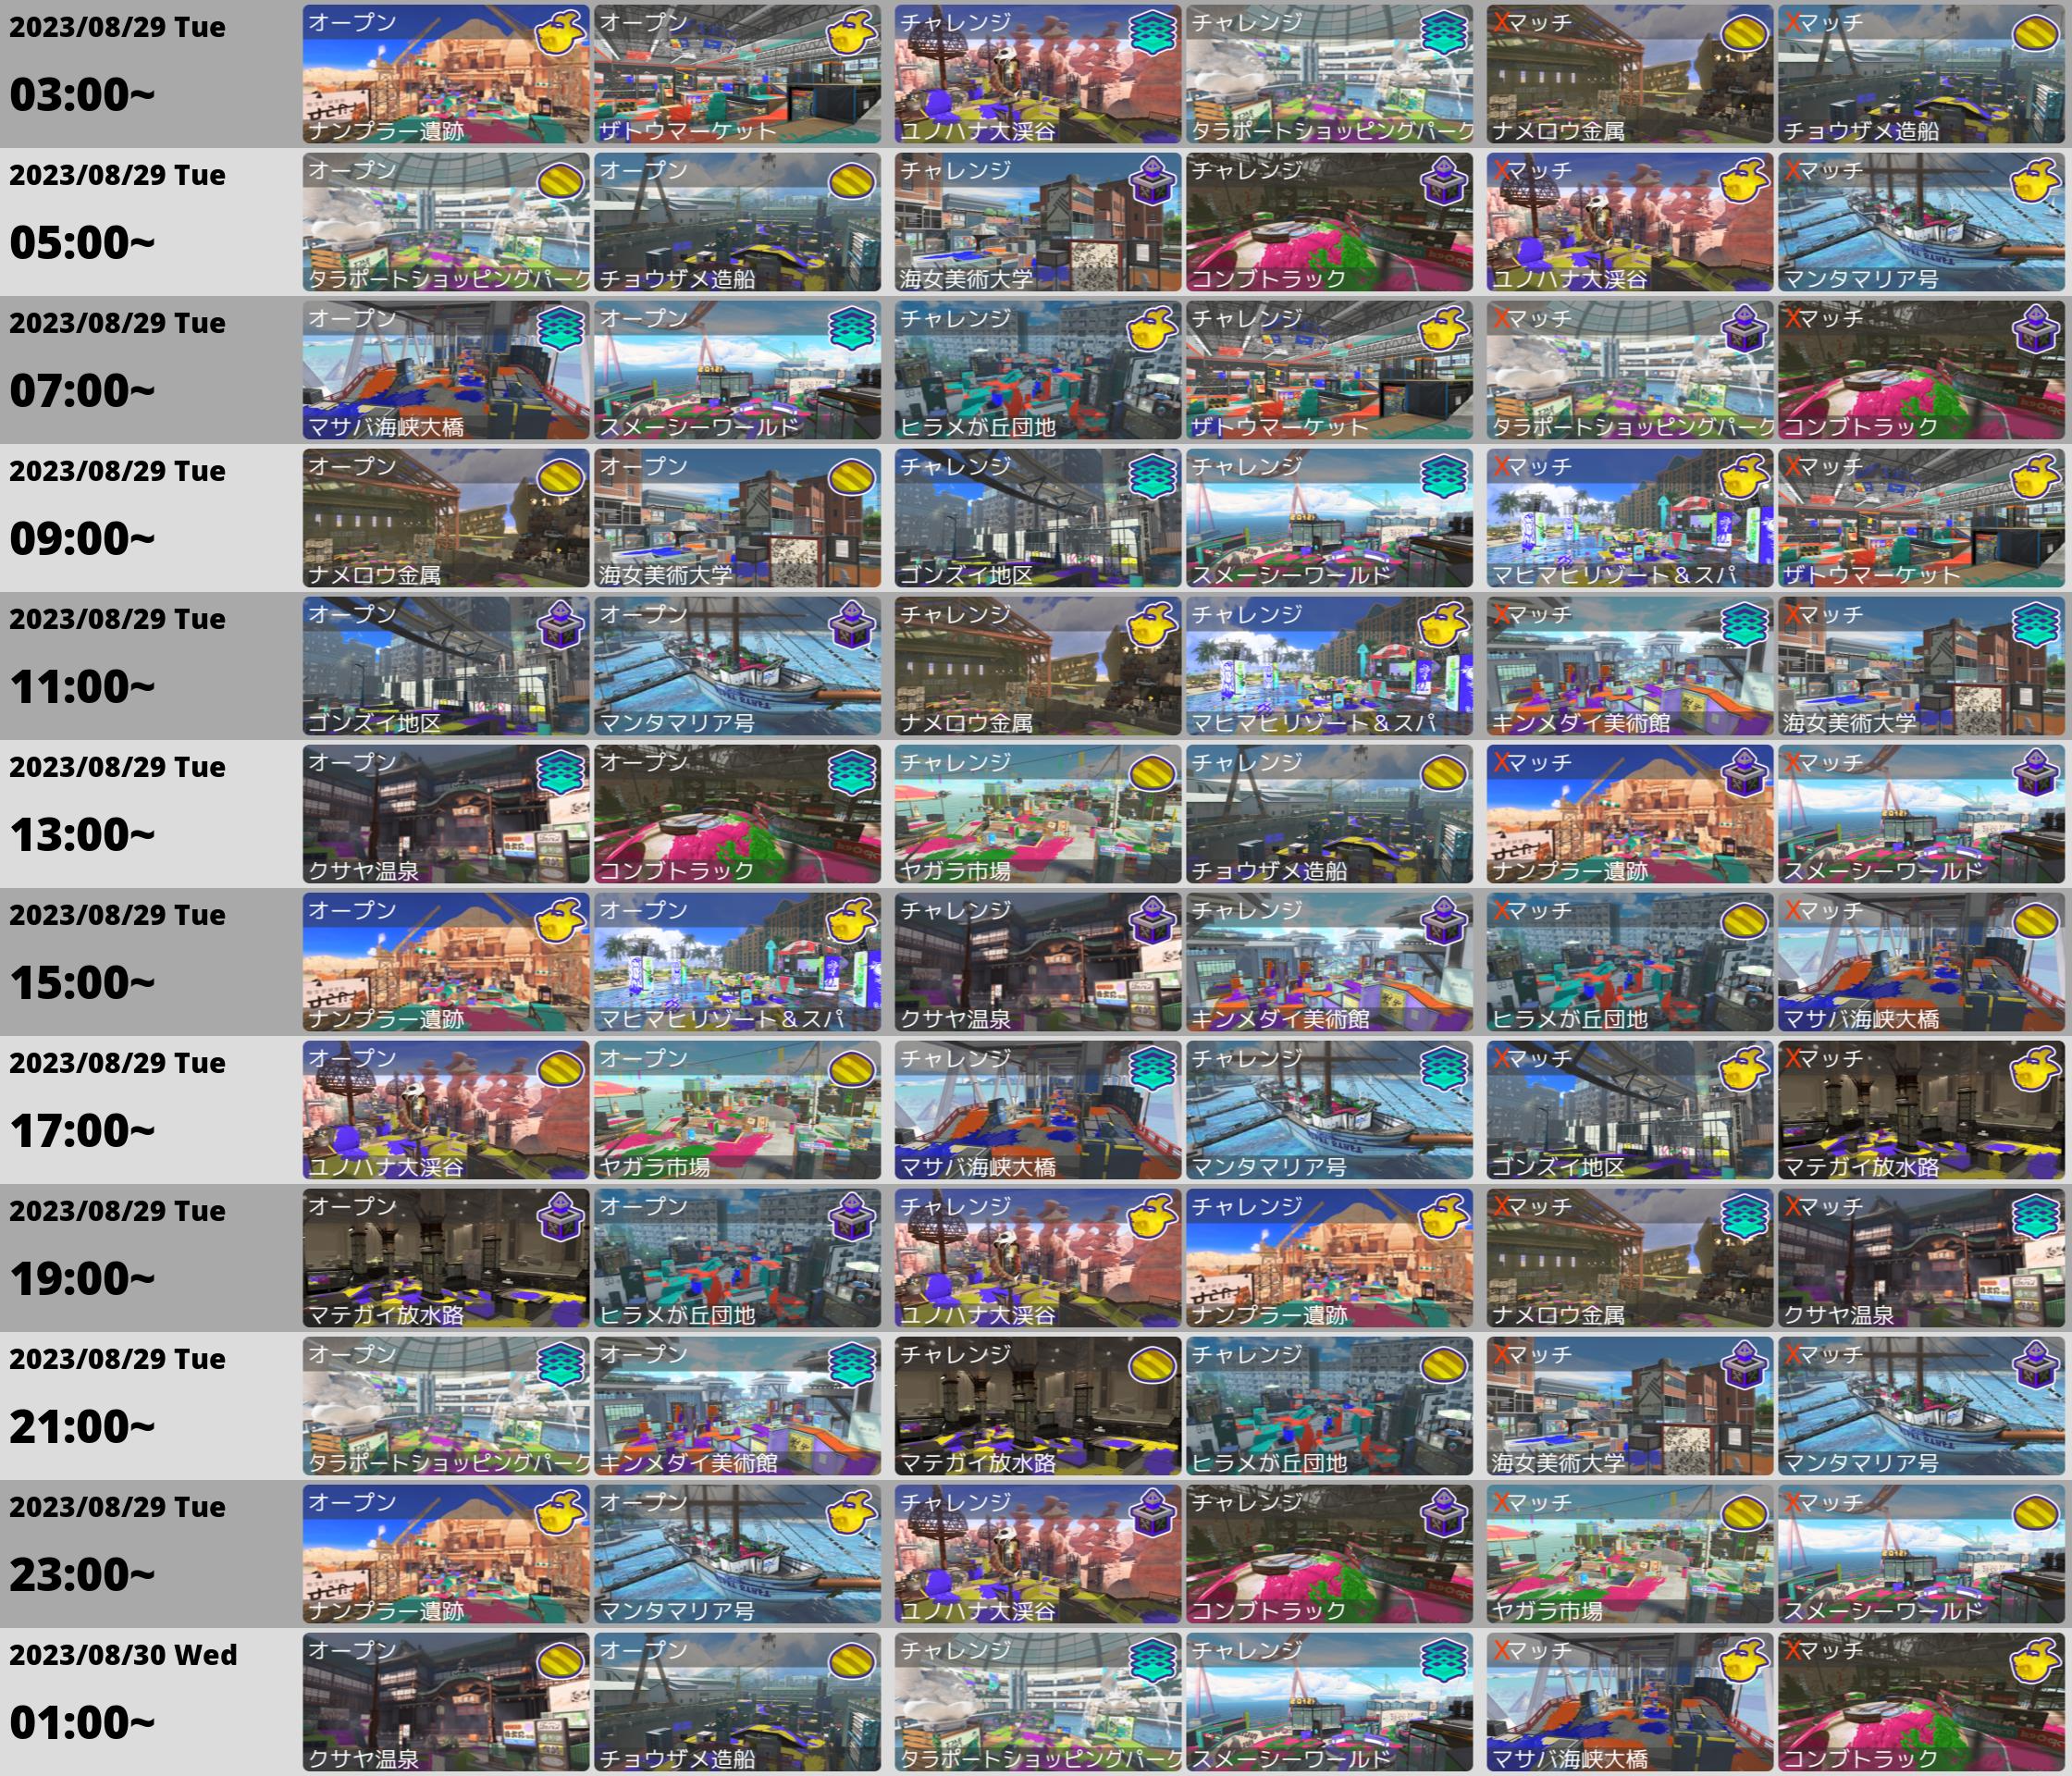 2023/08/29 Tue
03:00~
オープン
ナンプラー遺跡
オープン
ザトウマーケット
チャレンジ
ユノハナ大渓谷
チャレンジ
タラポートショッピングパーク
Xマッチ
ナメロウ金属
Xマッチ
チョウザメ造船
2023/08/29 Tue
05:00~
オープン
タラポートショッピングパーク
オープン
チョウザメ造船
チャレンジ
海女美術大学
チャレンジ
コンブトラック
Xマッチ
ユノハナ大渓谷
Xマッチ
マンタマリア号
2023/08/29 Tue
07:00~
オープン
マサバ海峡大橋
オープン
スメーシーワールド
チャレンジ
ヒラメが丘団地
チャレンジ
ザトウマーケット
Xマッチ
タラポートショッピングパーク
Xマッチ
コンブトラック
2023/08/29 Tue
09:00~
オープン
ナメロウ金属
オープン
海女美術大学
チャレンジ
ゴンズイ地区
チャレンジ
スメーシーワールド
Xマッチ
マヒマヒリゾート＆スパ
Xマッチ
ザトウマーケット
2023/08/29 Tue
11:00~
オープン
ゴンズイ地区
オープン
マンタマリア号
チャレンジ
ナメロウ金属
チャレンジ
マヒマヒリゾート＆スパ
Xマッチ
キンメダイ美術館
Xマッチ
海女美術大学
2023/08/29 Tue
13:00~
オープン
クサヤ温泉
オープン
コンブトラック
チャレンジ
ヤガラ市場
チャレンジ
チョウザメ造船
Xマッチ
ナンプラー遺跡
Xマッチ
スメーシーワールド
2023/08/29 Tue
15:00~
オープン
ナンプラー遺跡
オープン
マヒマヒリゾート＆スパ
チャレンジ
クサヤ温泉
チャレンジ
キンメダイ美術館
Xマッチ
ヒラメが丘団地
Xマッチ
マサバ海峡大橋
2023/08/29 Tue
17:00~
オープン
ユノハナ大渓谷
オープン
ヤガラ市場
チャレンジ
マサバ海峡大橋
チャレンジ
マンタマリア号
Xマッチ
ゴンズイ地区
Xマッチ
マテガイ放水路
2023/08/29 Tue
19:00~
オープン
マテガイ放水路
オープン
ヒラメが丘団地
チャレンジ
ユノハナ大渓谷
チャレンジ
ナンプラー遺跡
Xマッチ
ナメロウ金属
Xマッチ
クサヤ温泉
2023/08/29 Tue
21:00~
オープン
タラポートショッピングパーク
オープン
キンメダイ美術館
チャレンジ
マテガイ放水路
チャレンジ
ヒラメが丘団地
Xマッチ
海女美術大学
Xマッチ
マンタマリア号
2023/08/29 Tue
23:00~
オープン
ナンプラー遺跡
オープン
マンタマリア号
チャレンジ
ユノハナ大渓谷
チャレンジ
コンブトラック
Xマッチ
ヤガラ市場
Xマッチ
スメーシーワールド
2023/08/30 Wed
01:00~
オープン
クサヤ温泉
オープン
チョウザメ造船
チャレンジ
タラポートショッピングパーク
チャレンジ
スメーシーワールド
Xマッチ
マサバ海峡大橋
Xマッチ
コンブトラック